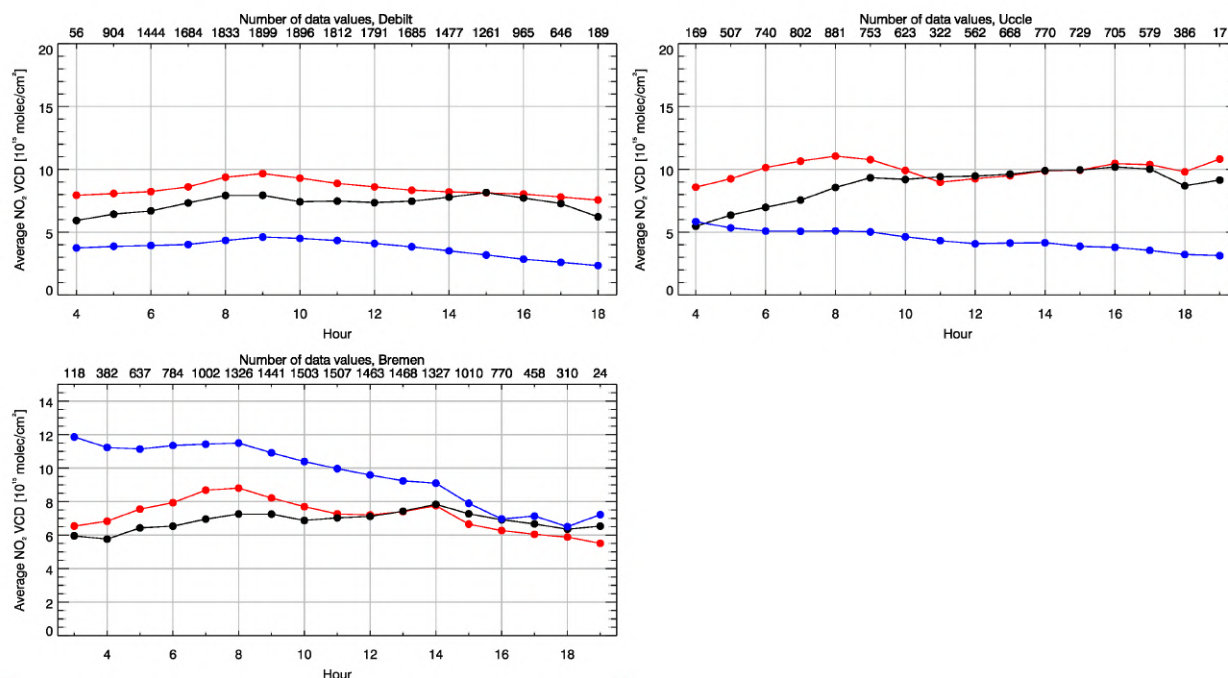 Number of data values, Debilt
56 904 1444 1684 1833 1899 1896 1812 1791 1685 1477 1261 965 646 189
20
15
10
5
0
Average NO₂ VCD [10¹⁵ molec/cm²]
4 6 8 10 12 14 16 18
Hour
Number of data values, Uccle
169 507 740 802 881 753 623 322 562 668 770 729 705 579 386 17
20
15
10
5
0
Average NO₂ VCD [10¹⁵ molec/cm²]
4 6 8 10 12 14 16 18
Hour
Number of data values, Bremen
118 382 637 784 1002 1326 1441 1503 1507 1463 1468 1327 1010 770 458 310 24
14
12
10
8
6
4
2
0
Average NO₂ VCD [10¹⁵ molec/cm²]
4 6 8 10 12 14 16 18
Hour